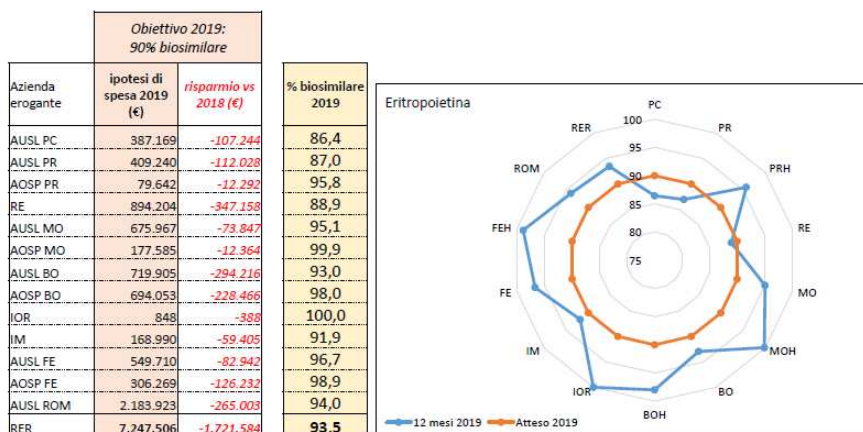 Obiettivo 2019:
90% biosimilare
Azienda erogante | ipotesi di spesa 2019 (€) | risparmio vs 2018 (€) | % biosimilare 2019
AUSL PC 387.169 -107.244 86,4
AUSL PR 409.240 -112.028 87,0
AOSP PR 79.642 -12.292 95,8
RE 894.204 -347.158 88,9
AUSL MO 675.967 -73.847 95,1
AOSP MO 177.585 -12.364 99,9
AUSL BO 719.905 -294.216 93,0
AOSP BO 694.053 -228.466 98,0
IOR 848 -388 100,0
IM 168.990 -59.405 91,9
AUSL FE 549.710 -82.942 96,7
AOSP FE 306.269 -126.232 98,9
AUSL ROM 2.183.923 -265.003 94,0
RER 7.247.506 -1.721.584 93,5
Eritropoietina
PC
PR
PRH
RE
MO
MOH
BO
BOH
IOR
IM
FE
FEH
ROM
RER
100
95
90
85
80
75
12 mesi 2019
Atteso 2019